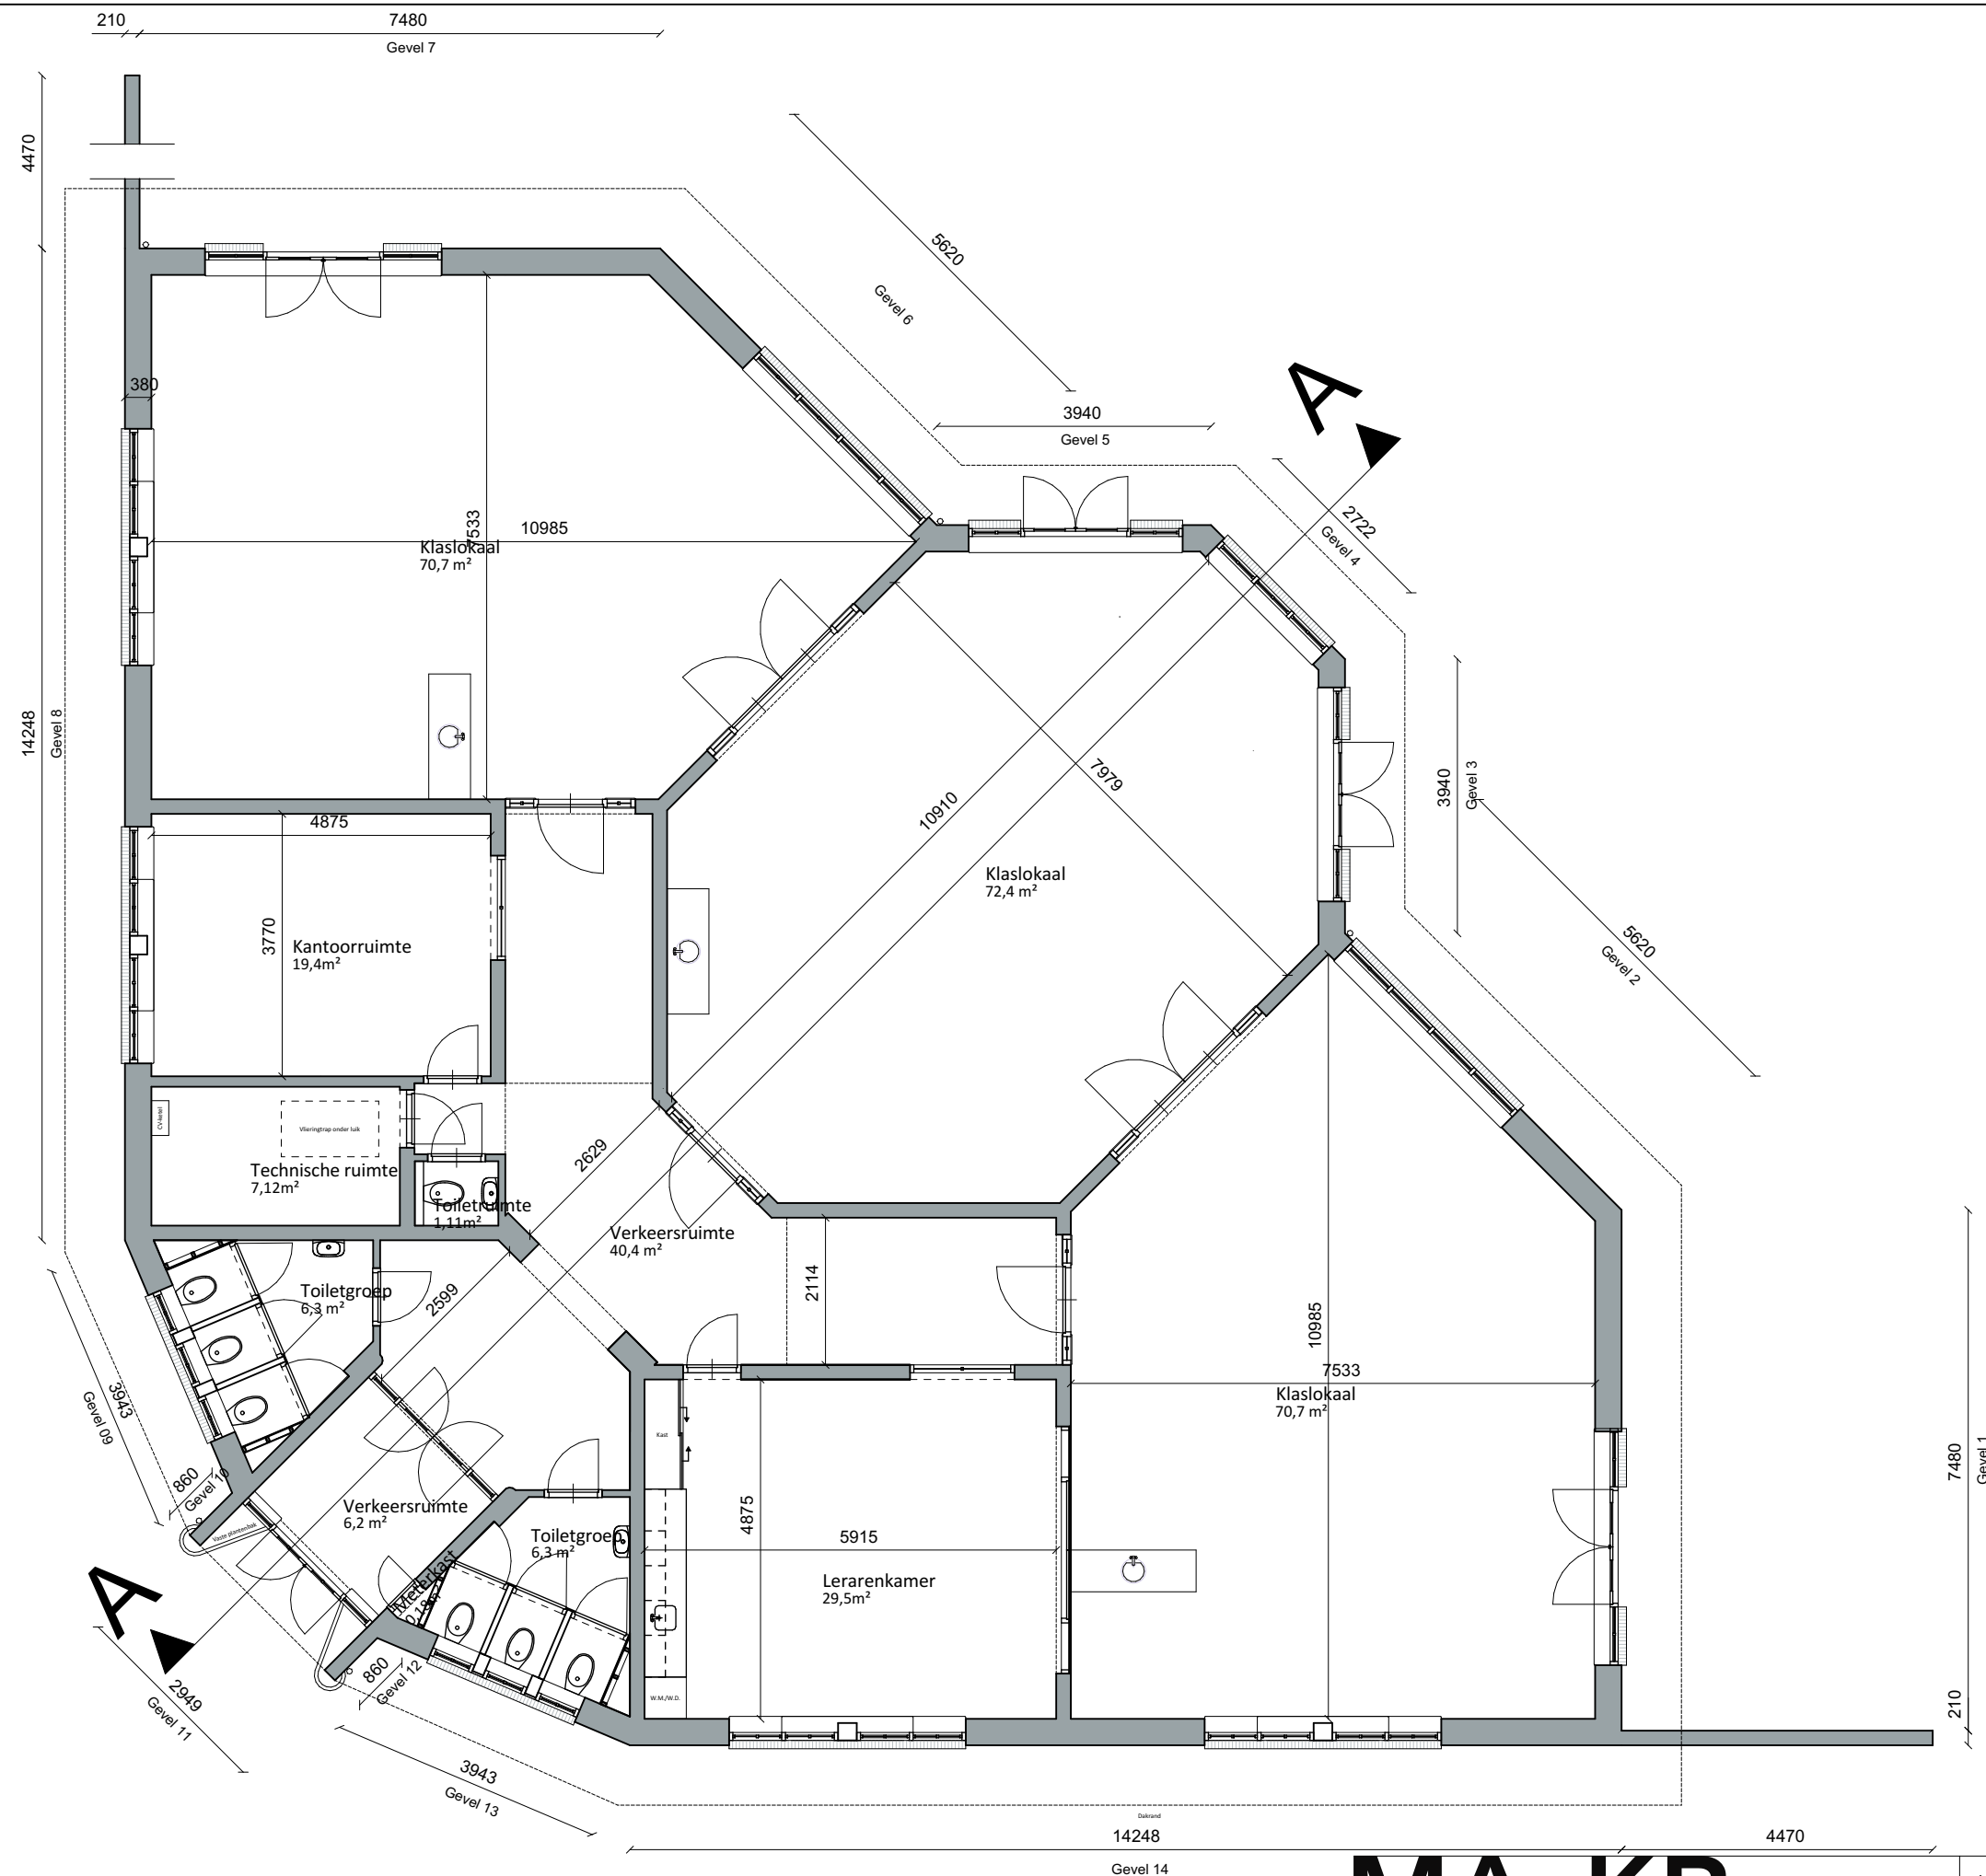 210
7480
Gevel 7
4470
5620
Gevel 6
3940
Gevel 5
A
2722
Gevel 4
380
7533
10985
Klaslokaal
70,7 m²
14248
Gevel 8
7979
10910
3940
Gevel 3
4875
Klaslokaal
72,4 m²
3770
Kantoorruimte
19,4m²
5620
Gevel 2
CV-ketel
Vlieringtrap onder luik
2629
Technische ruimte
7,12m²
Toiletruimte
1,11m²
Verkeersruimte
40,4 m²
2114
Toiletgroep
6,3 m²
2599
10985
7533
Klaslokaal
70,7 m²
3943
Gevel 09
Kast
7480
Gevel 1
860
Gevel 10
Vaste plantenbak
Verkeersruimte
6,2 m²
4875
5915
Toiletgroep
6,3 m²
Meterkast
0,18m²
Lerarenkamer
29,5m²
A
860
Gevel 12
2949
Gevel 11
W.M./W.D.
210
3943
Gevel 13
Dakrand
14248
4470
Gevel 14